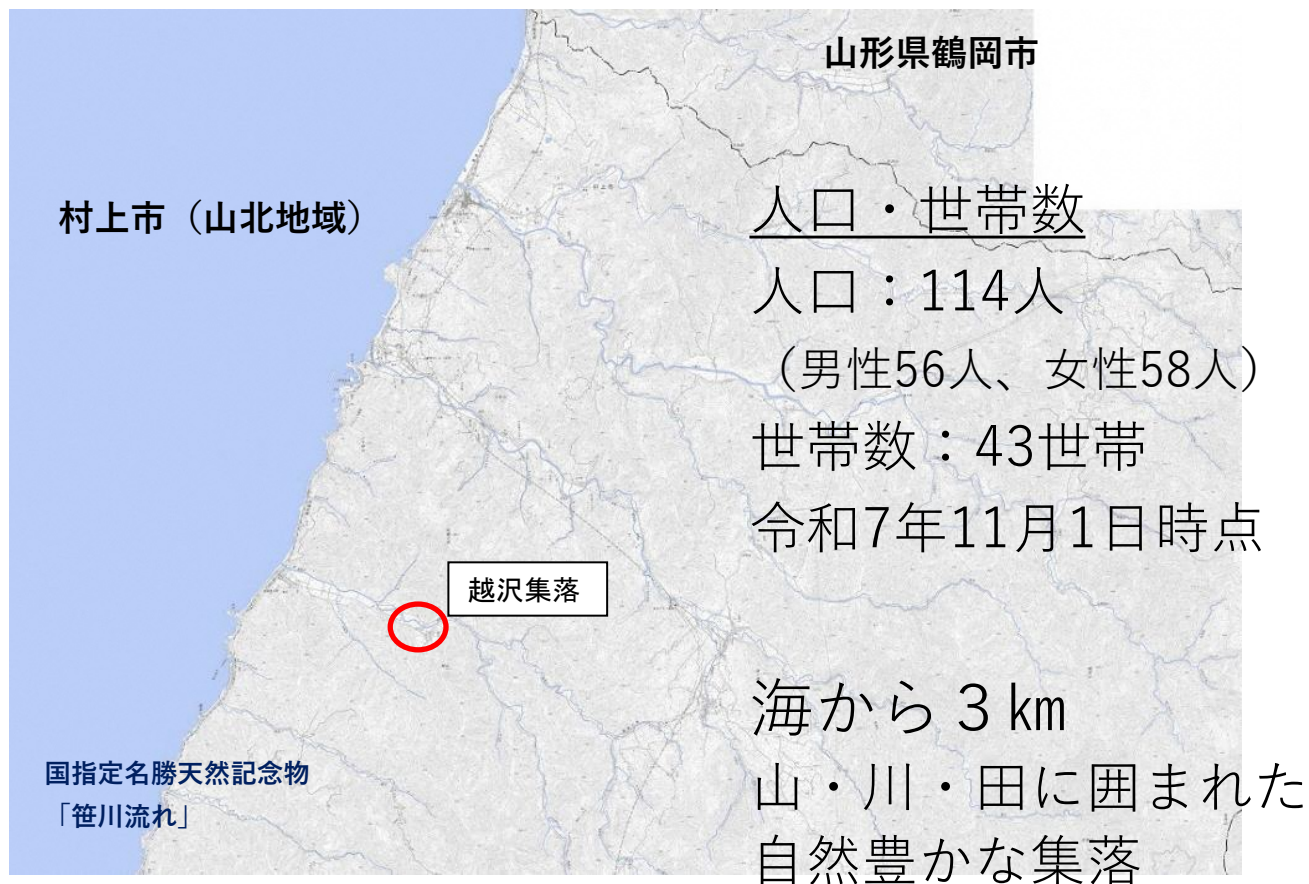 山形県鶴岡市
村上市（山北地域）
人口・世帯数
人口：114人
（男性56人、女性58人）
世帯数：43世帯
令和7年11月1日時点
越沢集落
海から３㎞
山・川・田に囲まれた
自然豊かな集落
国指定名勝天然記念物
「笹川流れ」